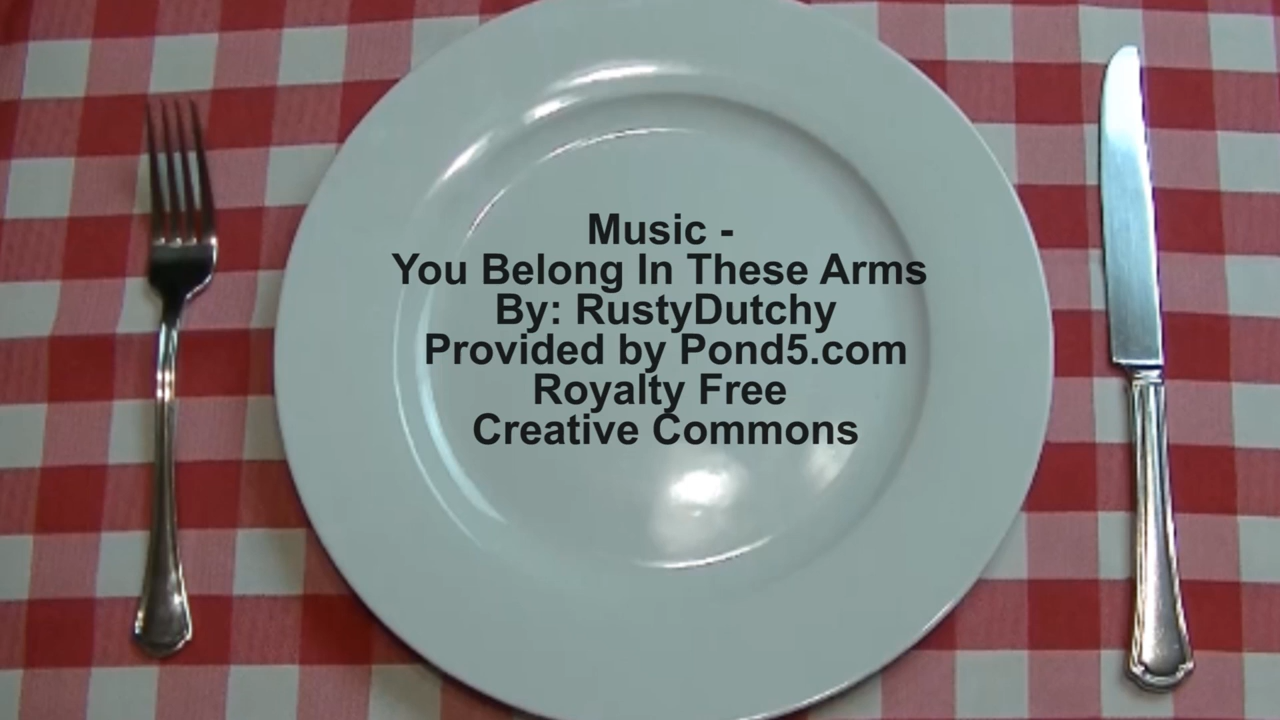 Music -
You Belong In These Arms
By: RustyDutchy
Provided by Pond5.com
Royalty Free
Creative Commons